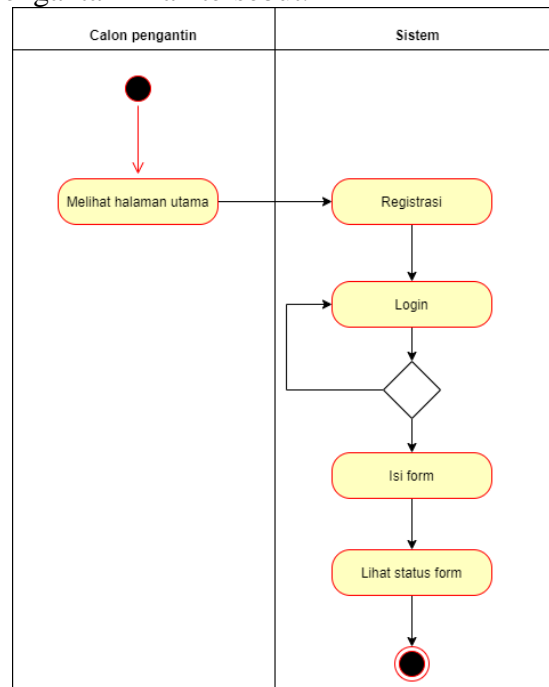 Calon pengantin
Sistem
Melihat halaman utama
Registrasi
Login
Isi form
Lihat status form